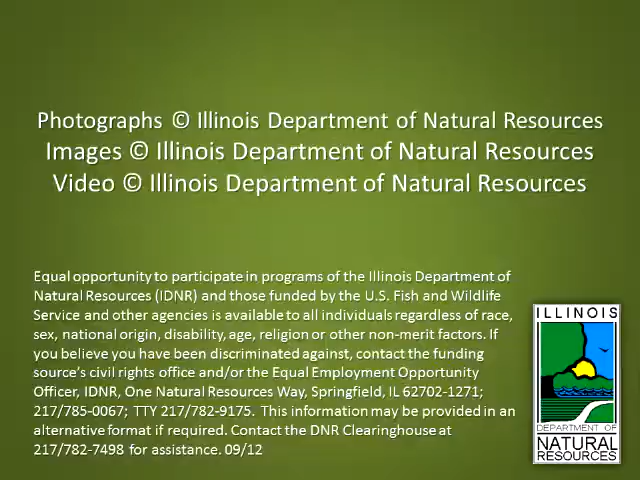 Photographs © Illinois Department of Natural Resources
Images © Illinois Department of Natural Resources
Video © Illinois Department of Natural Resources
Equal opportunity to participate in programs of the Illinois Department of
Natural Resources (IDNR) and those funded by the U.S. Fish and Wildlife
Service and other agencies is available to all individuals regardless of race,
sex, national origin, disability, age, religion or other non-merit factors. If
you believe you have been discriminated against, contact the funding
source's civil rights office and/or the Equal Employment Opportunity
Officer, IDNR, One Natural Resources Way, Springfield, IL 62702-1271;
217/785-0067; TTY 217/782-9175. This information may be provided in an
alternative format if required. Contact the DNR Clearinghouse at
217/782-7498 for assistance. 09/12
ILLINOIS
DEPARTMENT OF
NATURAL
RESOURCES